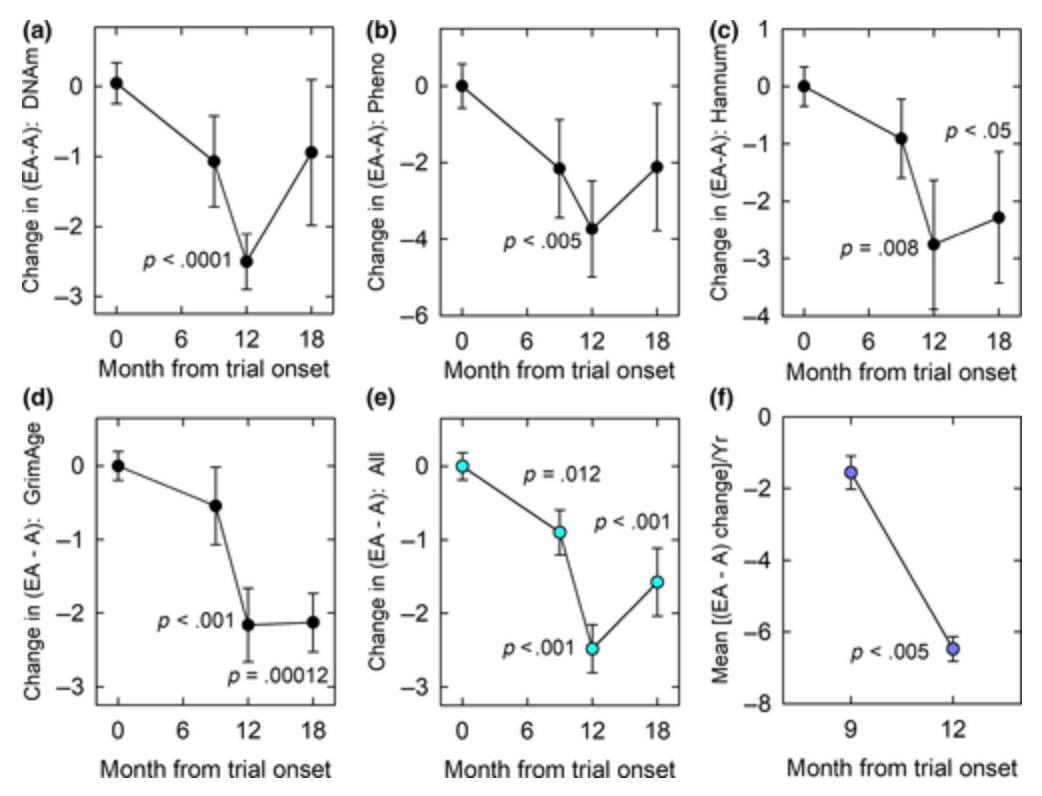 (a)
Change in (EA-A): DNAm
0
−1
−2
−3
p < .0001
0 6 12 18
Month from trial onset
(b)
Change in (EA-A): Pheno
0
−2
−4
−6
p < .005
0 6 12 18
Month from trial onset
(c)
Change in (EA-A): Hannum
1
0
−1
−2
−3
−4
p < .05
p = .008
0 6 12 18
Month from trial onset
(d)
Change in (EA - A): GrimAge
0
−1
−2
−3
p < .001
p = .00012
0 6 12 18
Month from trial onset
(e)
Change in (EA - A): All
0
−1
−2
−3
p = .012
p < .001
p <.001
0 6 12 18
Month from trial onset
(f)
Mean [(EA - A) change]/Yr
0
−2
−4
−6
−8
p < .005
9 12
Month from trial onset